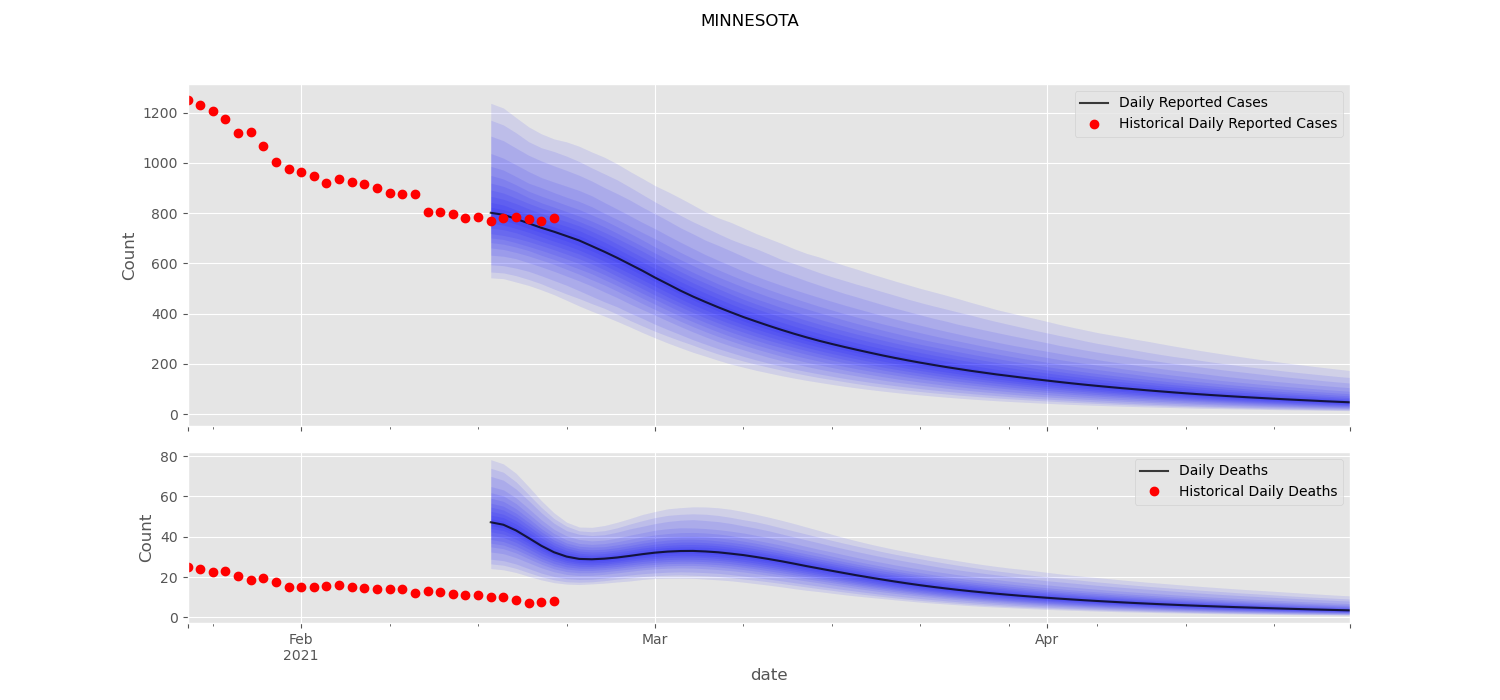 MINNESOTA
1200
1000
800
600
400
200
0
Count
Daily Reported Cases
Historical Daily Reported Cases
80
60
40
20
0
Count
Daily Deaths
Historical Daily Deaths
Feb
2021
Mar
Apr
date